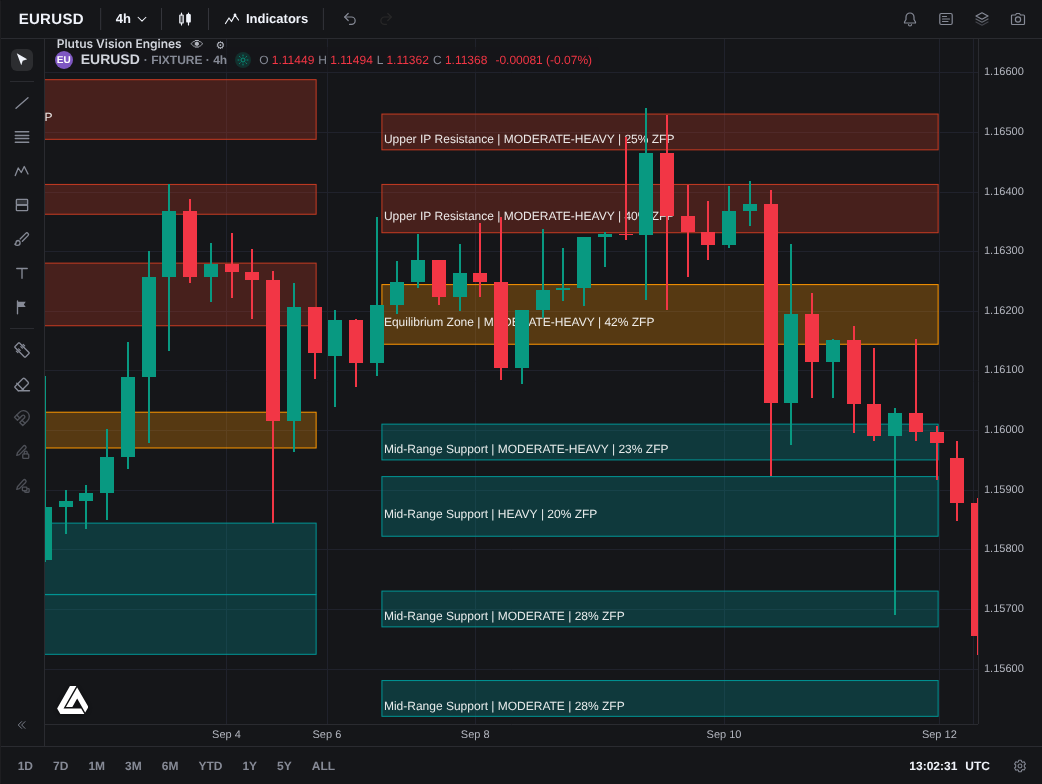 EURUSD 4h Indicators
Plutus Vision Engines
EU EURUSD · FIXTURE · 4h O 1.11449 H 1.11494 L 1.11362 C 1.11368 -0.00081 (-0.07%)
1.16600
P
1.16500
Upper IP Resistance | MODERATE-HEAVY | 25% ZFP
1.16400
Upper IP Resistance | MODERATE-HEAVY | 40% ZFP
1.16300
1.16200
Equilibrium Zone | MODERATE-HEAVY | 42% ZFP
1.16100
1.16000
Mid-Range Support | MODERATE-HEAVY | 23% ZFP
1.15900
Mid-Range Support | HEAVY | 20% ZFP
1.15800
1.15700
Mid-Range Support | MODERATE | 28% ZFP
1.15600
Mid-Range Support | MODERATE | 28% ZFP
Sep 4 Sep 6 Sep 8 Sep 10 Sep 12
1D 7D 1M 3M 6M YTD 1Y 5Y ALL 13:02:31 UTC